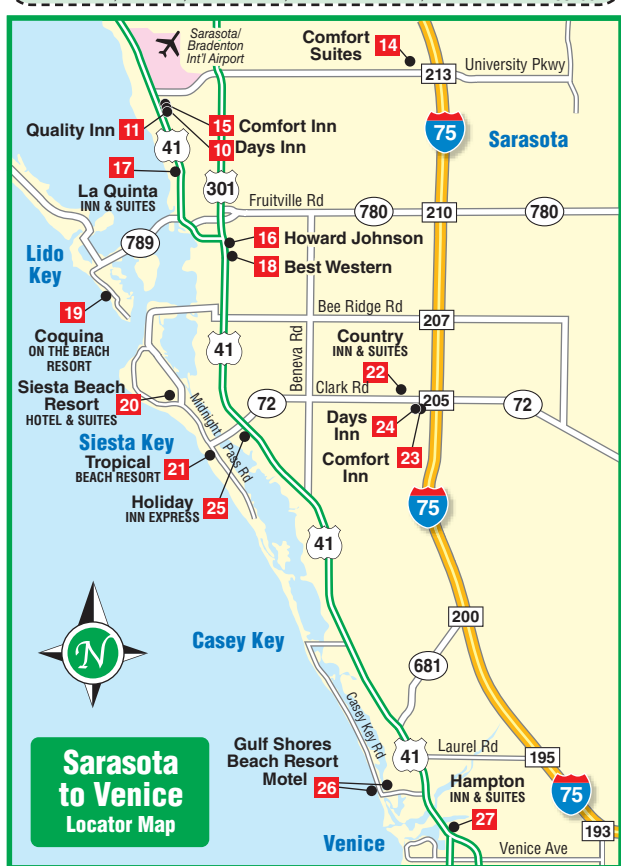 Sarasota/
Bradenton
Int'l Airport
Comfort
Suites
14
213
University Pkwy
Quality Inn 11
15 Comfort Inn
10 Days Inn
41
75
Sarasota
17
La Quinta
INN & SUITES
301
Fruitville Rd
780
210
780
789
16 Howard Johnson
18 Best Western
Lido
Key
19
Coquina
ON THE BEACH
RESORT
Bee Ridge Rd
207
41
Beneva Rd
Country
INN & SUITES
22
Clark Rd
205
72
72
Siesta Beach
Resort
HOTEL & SUITES
20
Midnight
Pass Rd
Days
Inn
24
23
Comfort
Inn
Siesta Key
Tropical
BEACH RESORT
21
Holiday
INN EXPRESS
25
75
41
200
N
Casey Key
681
Casey Key Rd
Gulf Shores
Beach Resort
Motel
26
41
Laurel Rd
195
Hampton
INN & SUITES
27
75
Sarasota
to Venice
Locator Map
Venice
193
Venice Ave